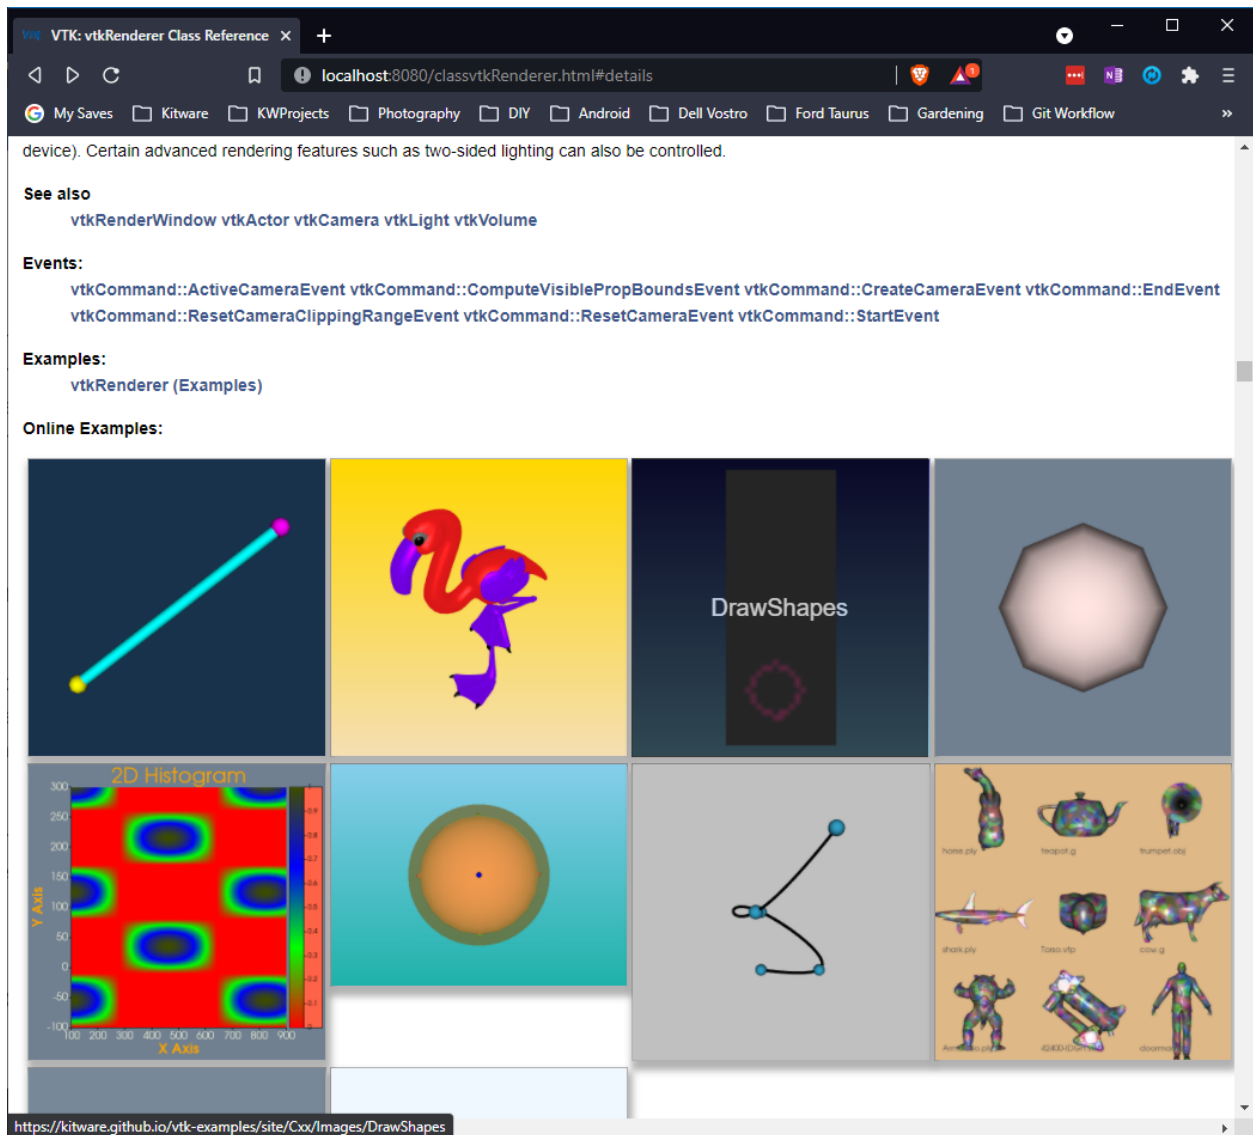 VTK: vtkRenderer Class Reference
localhost:8080/classvtkRenderer.html#details
1
My Saves Kitware KWProjects Photography DIY Android Dell Vostro Ford Taurus Gardening Git Workflow »
device). Certain advanced rendering features such as two-sided lighting can also be controlled.
See also
vtkRenderWindow vtkActor vtkCamera vtkLight vtkVolume
Events:
vtkCommand::ActiveCameraEvent vtkCommand::ComputeVisiblePropBoundsEvent vtkCommand::CreateCameraEvent vtkCommand::EndEvent
vtkCommand::ResetCameraClippingRangeEvent vtkCommand::ResetCameraEvent vtkCommand::StartEvent
Examples:
vtkRenderer (Examples)
Online Examples:
DrawShapes
2D Histogram
300
250
200
150
100
50
0
-50
-100
Y Axis
100 200 300 400 500 600 700 800 900
X Axis
horse.ply teapot.g trumpet.obj
shark.ply Torso.vtp cow.g
https://kitware.github.io/vtk-examples/site/Cxx/Images/DrawShapes